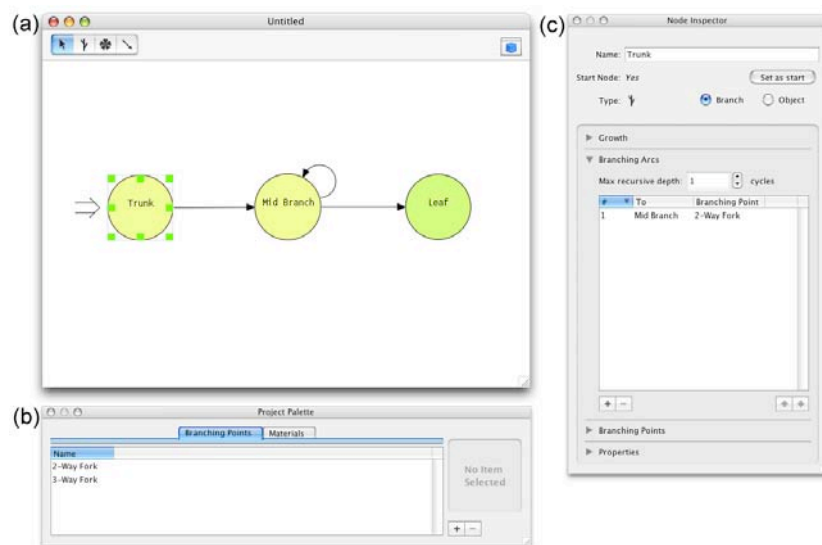 (a)
Untitled
Trunk
Mid Branch
Leaf
(b)
Project Palette
Branching Points Materials
Name
2-Way Fork
3-Way Fork
No Item
Selected
+ −
(c)
Node Inspector
Name: Trunk
Start Node: Yes Set as start
Type: Branch Object
Growth
Branching Arcs
Max recursive depth: 1 cycles
# To Branching Point
1 Mid Branch 2-Way Fork
+ −
Branching Points
Properties